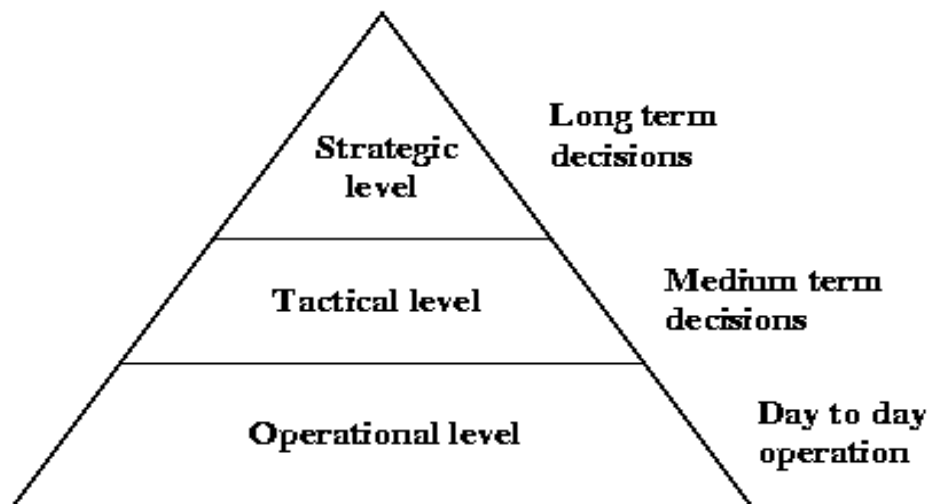 Strategic
level
Long term
decisions
Tactical level
Medium term
decisions
Operational level
Day to day
operation